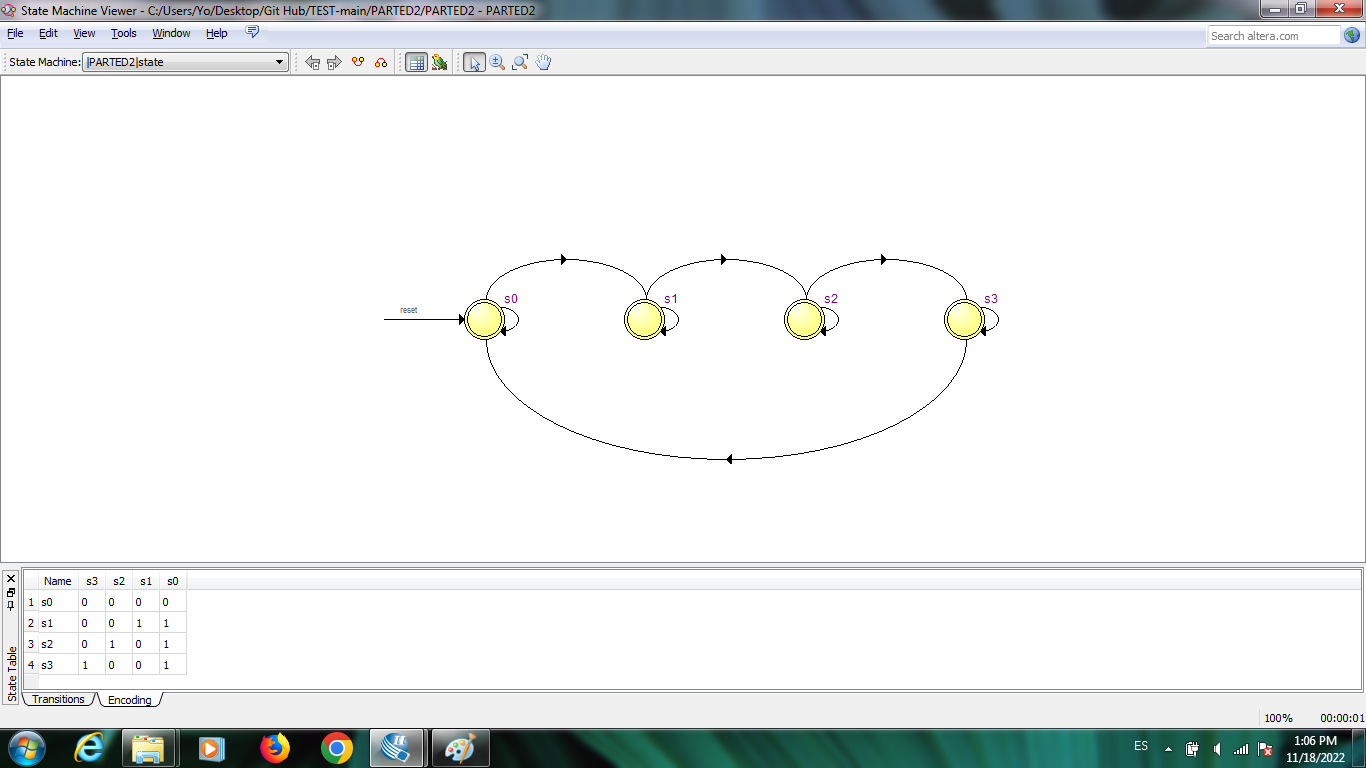 State Machine Viewer - C:/Users/Yo/Desktop/Git Hub/TEST-main/PARTED2/PARTED2 - PARTED2
File Edit View Tools Window Help
Search altera.com
State Machine: |PARTED2|state
reset
s0 s1 s2 s3
Name s3 s2 s1 s0
1 s0 0 0 0 0
2 s1 0 0 1 1
3 s2 0 1 0 1
4 s3 1 0 0 1
State Table
Transitions Encoding
100% 00:00:01
ES
1:06 PM
11/18/2022